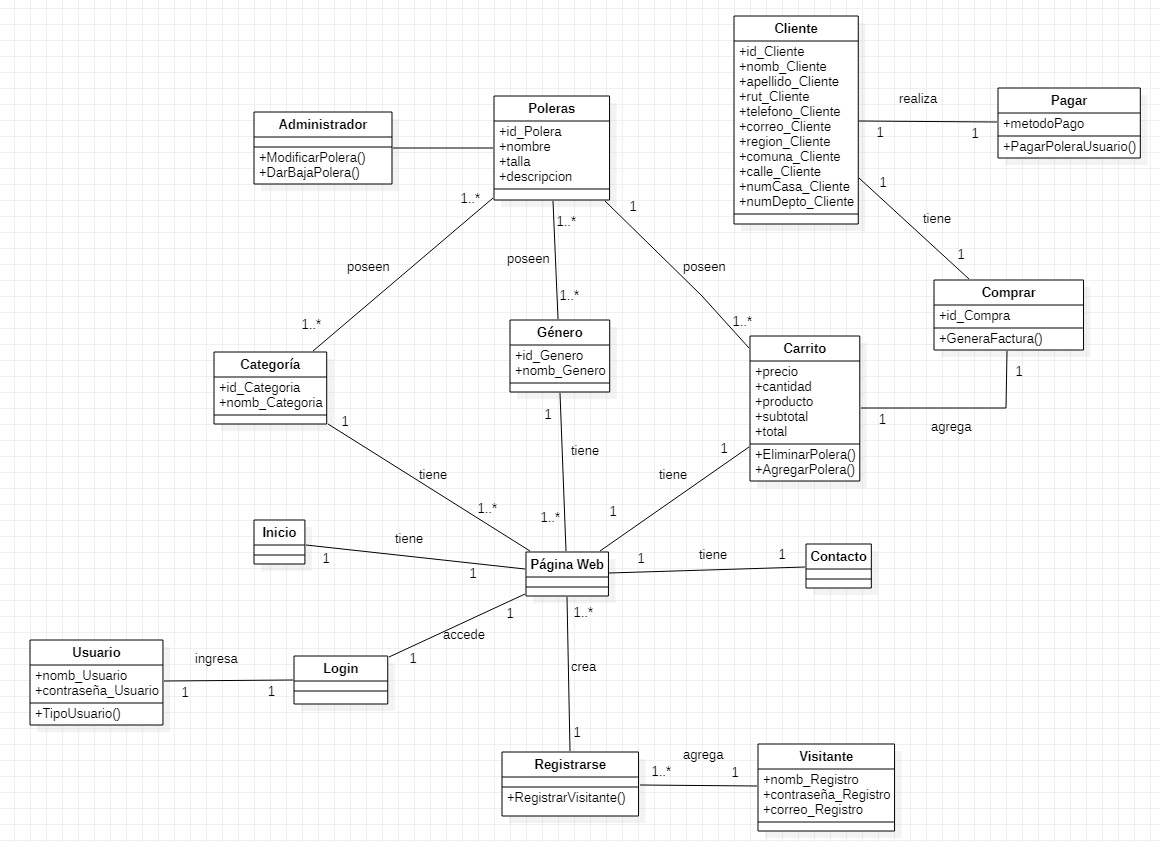 Cliente
+id_Cliente
+nomb_Cliente
+apellido_Cliente
+rut_Cliente
+telefono_Cliente
+correo_Cliente
+region_Cliente
+comuna_Cliente
+calle_Cliente
+numCasa_Cliente
+numDepto_Cliente
realiza
1
1
Pagar
+metodoPago
+PagarPoleraUsuario()
Administrador
+ModificarPolera()
+DarBajaPolera()
Poleras
+id_Polera
+nombre
+talla
+descripcion
1
tiene
1
Comprar
+id_Compra
+GeneraFactura()
1..*
poseen
1..*
1..*
poseen
1..*
1
poseen
1..*
Categoría
+id_Categoria
+nomb_Categoria
Género
+id_Genero
+nomb_Genero
Carrito
+precio
+cantidad
+producto
+subtotal
+total
+EliminarPolera()
+AgregarPolera()
1
1
agrega
1
tiene
1..*
1
tiene
1..*
1
tiene
1
Inicio
1
tiene
1
Página Web
1
tiene
1
Contacto
1
accede
1
1..*
crea
1
Usuario
+nomb_Usuario
+contraseña_Usuario
+TipoUsuario()
ingresa
1
1
Login
Registrarse
+RegistrarVisitante()
agrega
1..*
1
Visitante
+nomb_Registro
+contraseña_Registro
+correo_Registro